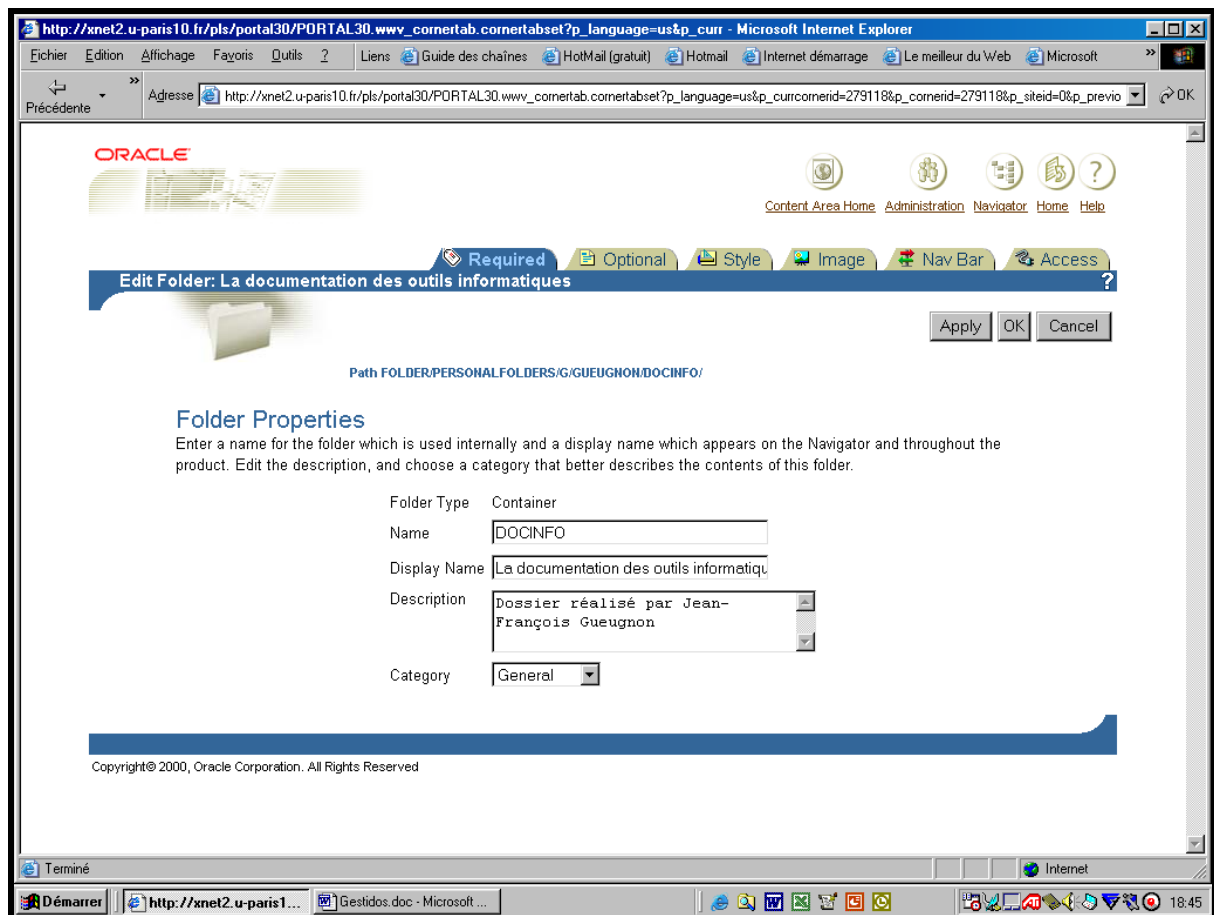 http://xnet2.u-paris10.fr/pls/portal30/PORTAL30.wwv_cornertab.cornertabset?p_language=us&p_curr - Microsoft Internet Explorer
Fichier Edition Affichage Favoris Outils ? Liens Guide des chaînes HotMail (gratuit) Hotmail Internet démarrage Le meilleur du Web Microsoft »
Précédente » Adresse http://xnet2.u-paris10.fr/pls/portal30/PORTAL30.wwv_cornertab.cornertabset?p_language=us&p_currcornerid=279118&p_cornerid=279118&p_siteid=0&p_previo OK
ORACLE
Content Area Home Administration Navigator Home Help
Required Optional Style Image Nav Bar Access
Edit Folder: La documentation des outils informatiques ?
Apply OK Cancel
Path FOLDER/PERSONALFOLDERS/G/GUEUGNON/DOCINFO/
Folder Properties
Enter a name for the folder which is used internally and a display name which appears on the Navigator and throughout the
product. Edit the description, and choose a category that better describes the contents of this folder.
Folder Type Container
Name DOCINFO
Display Name La documentation des outils informatiqu
Description Dossier réalisé par Jean-
François Gueugnon
Category General
Copyright© 2000, Oracle Corporation. All Rights Reserved
Terminé Internet
Démarrer http://xnet2.u-paris1... Gestidos.doc - Microsoft ... 18:45